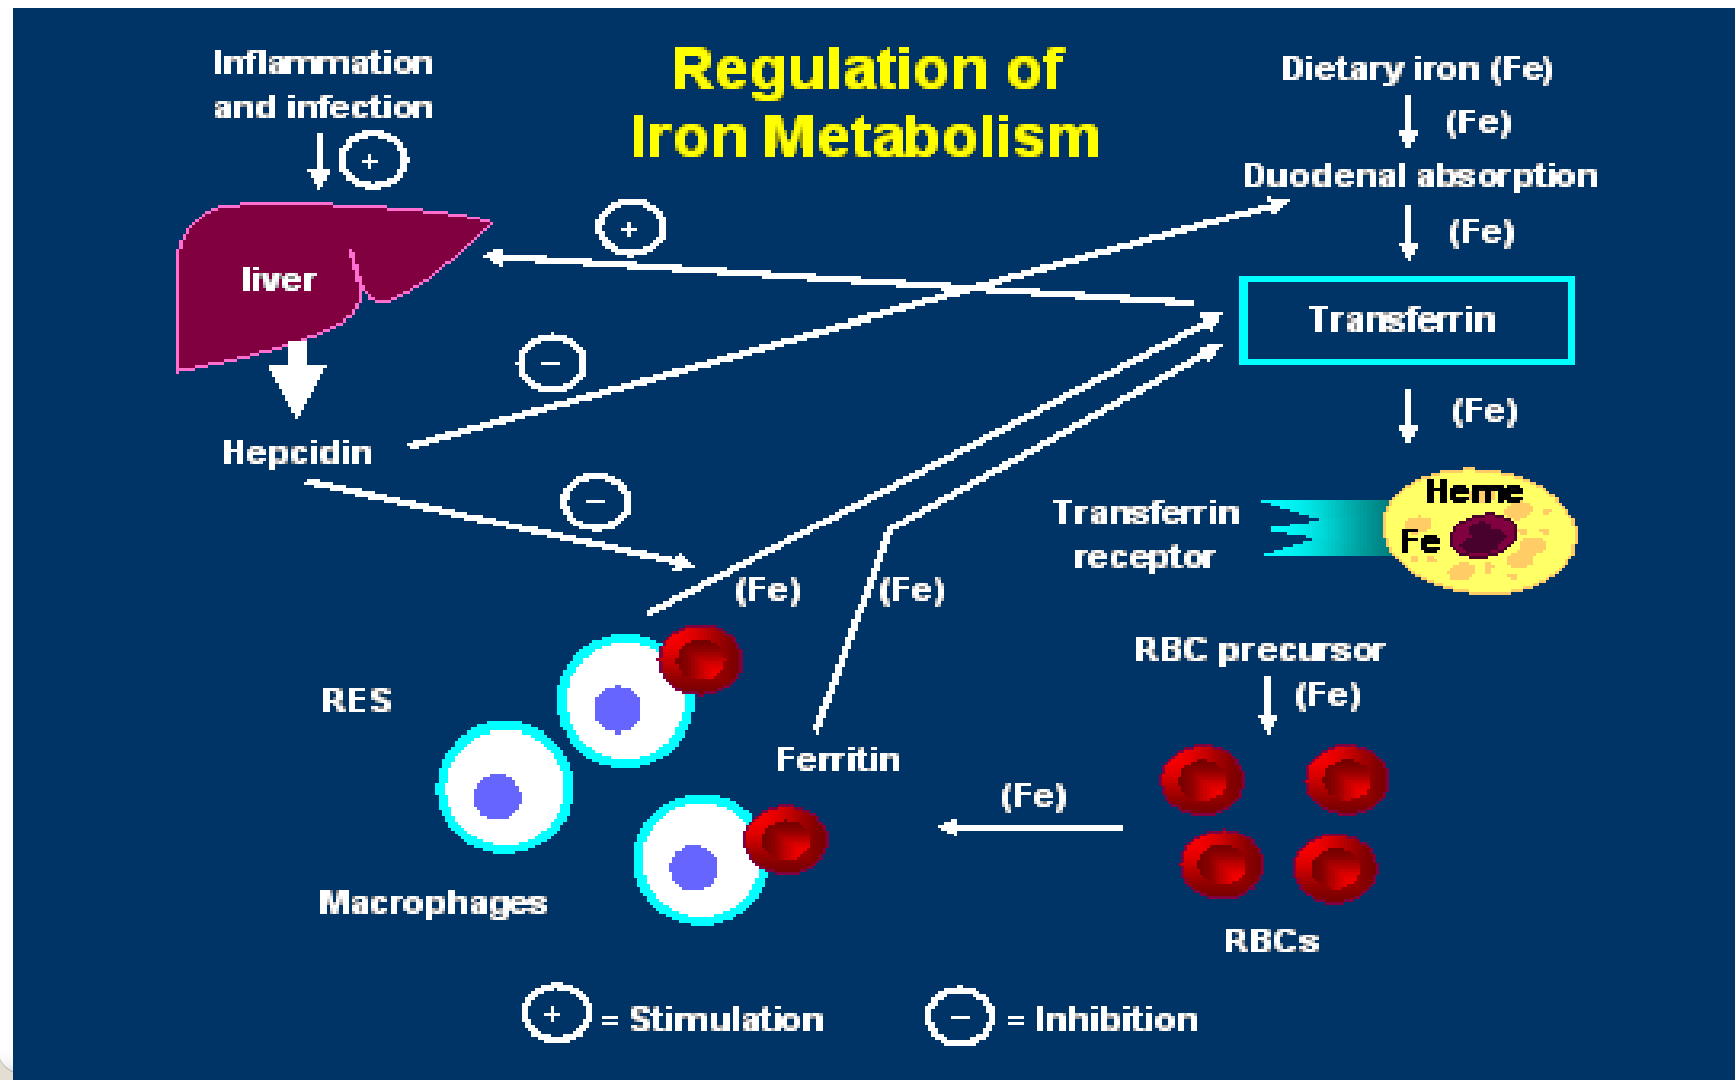 Regulation of
Iron Metabolism
Inflammation
and infection
+
liver
Hepcidin
+
−
−
Dietary iron (Fe)
(Fe)
Duodenal absorption
(Fe)
Transferrin
(Fe)
Heme
Fe
Transferrin
receptor
RBC precursor
(Fe)
RBCs
(Fe)
(Fe)
(Fe)
Ferritin
RES
Macrophages
+ = Stimulation
− = Inhibition